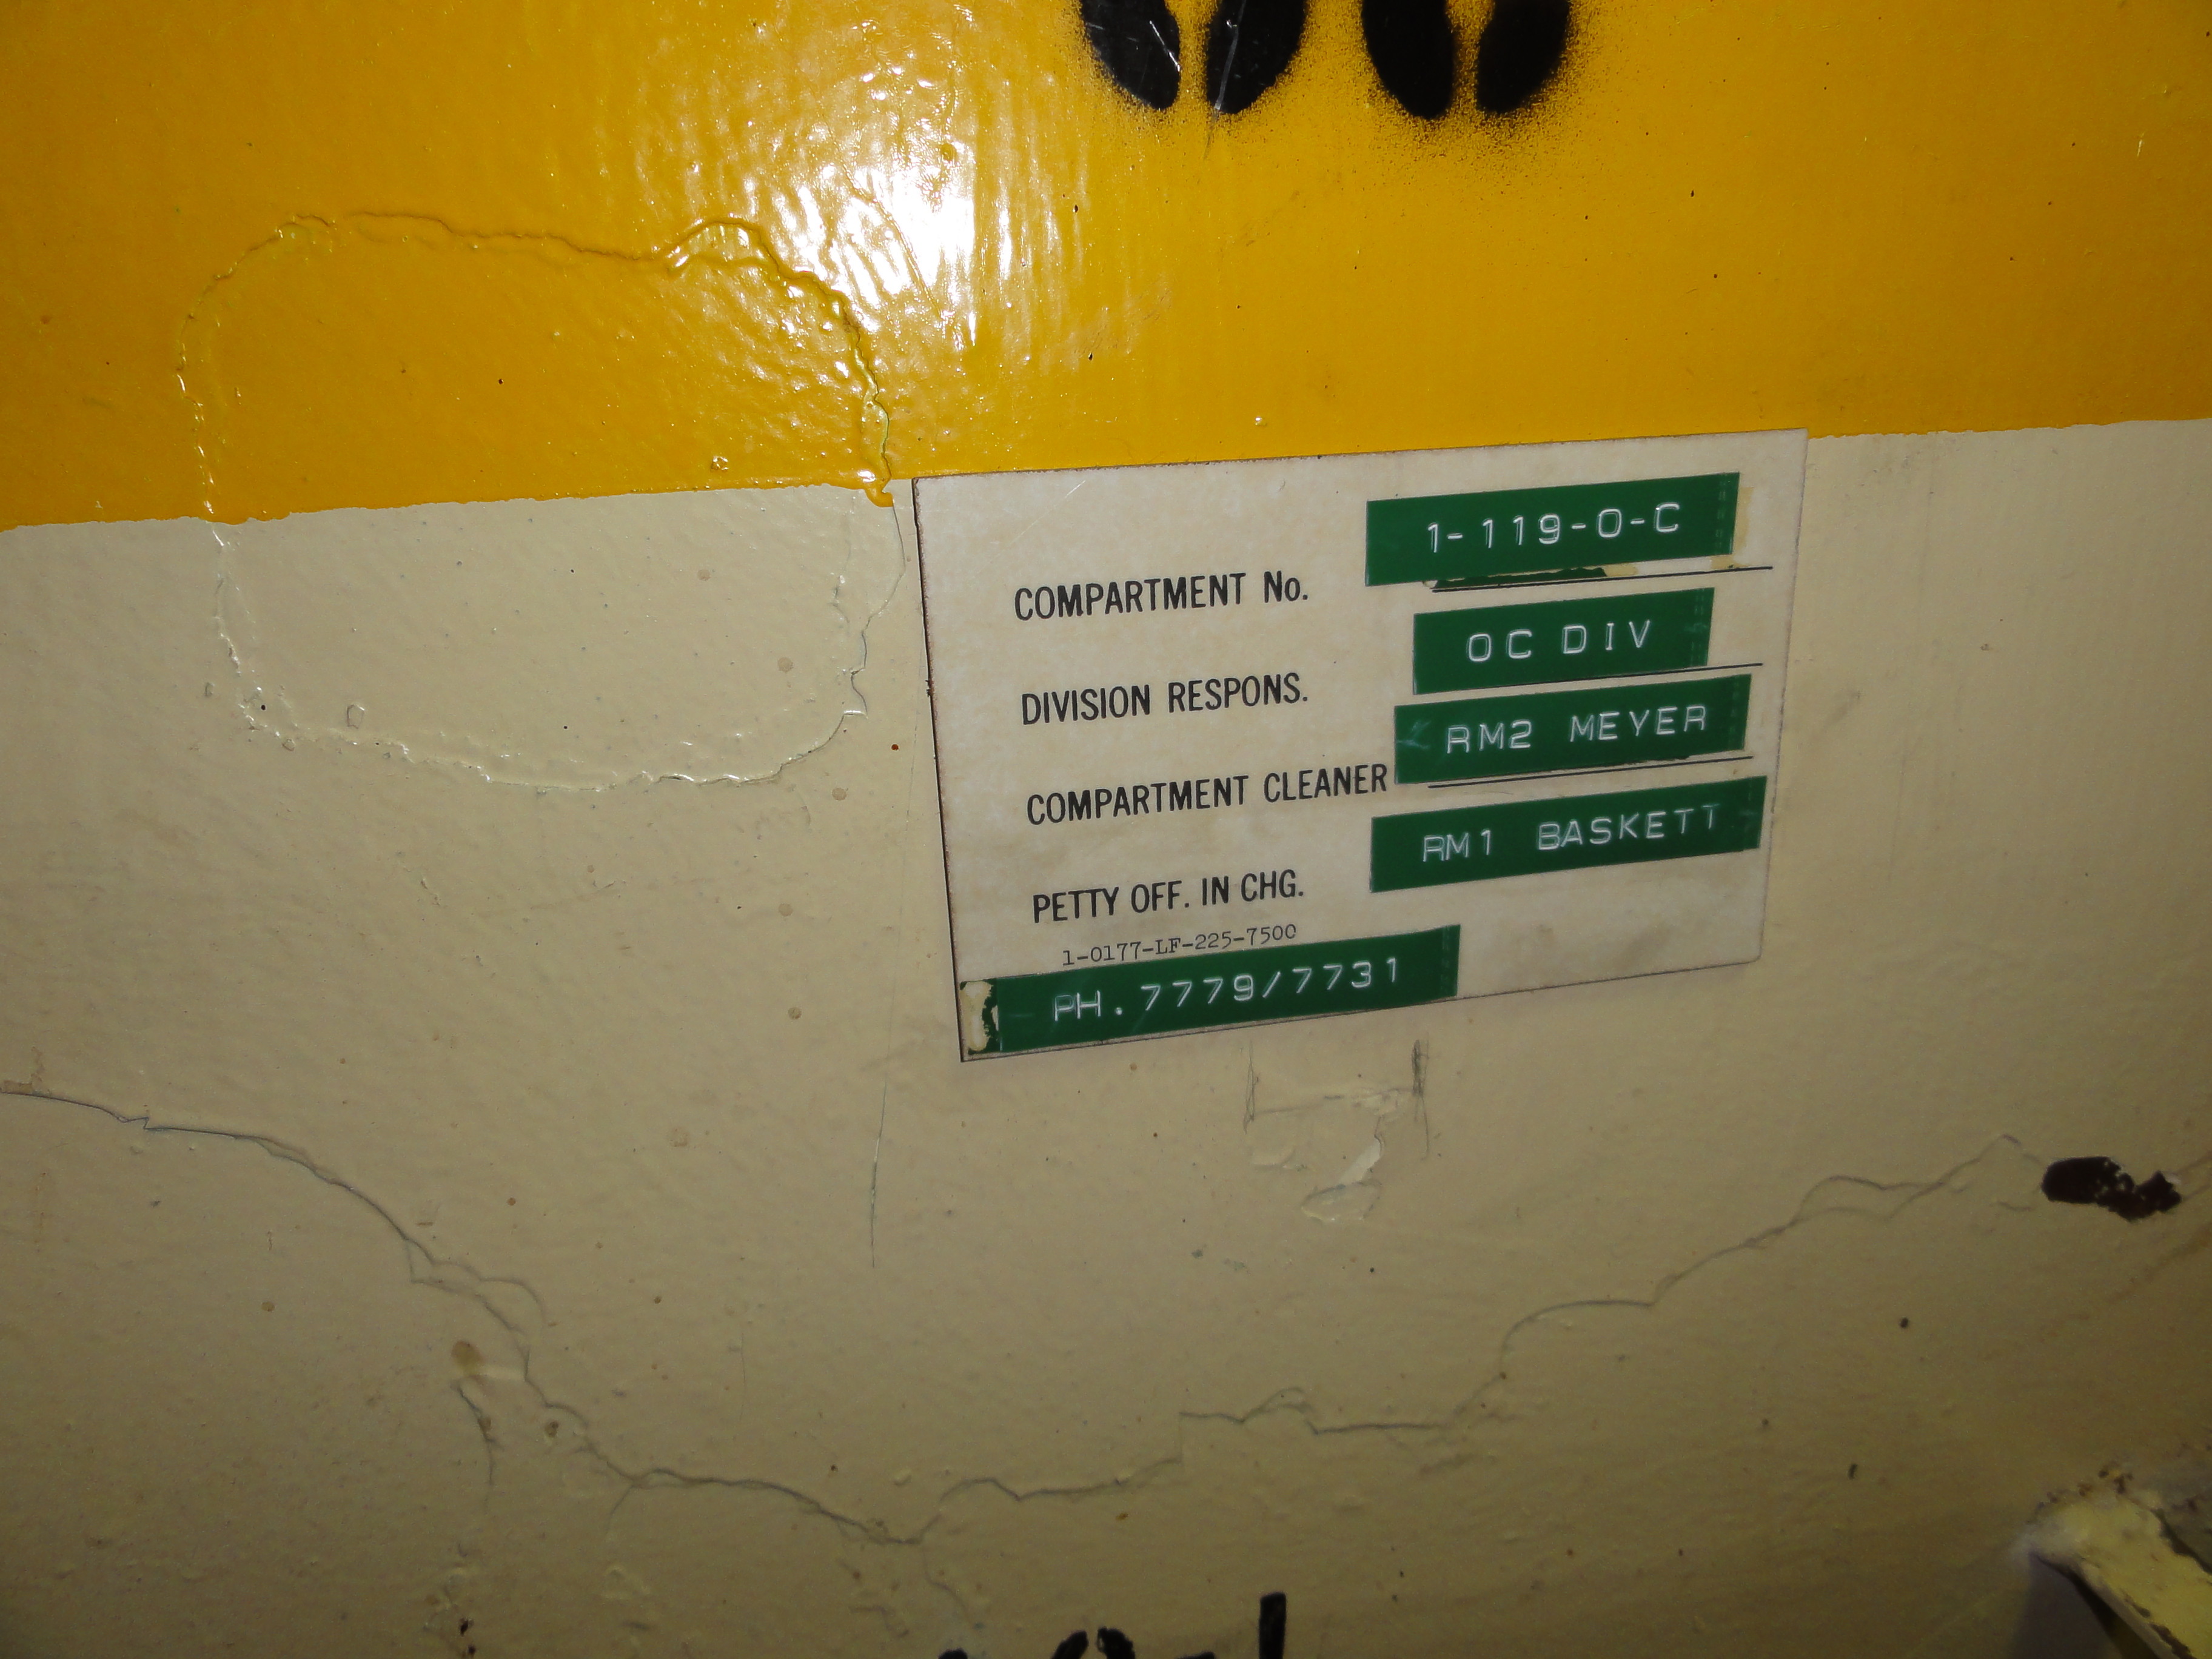 COMPARTMENT No. 1-119-0-C
DIVISION RESPONS. OC DIV
COMPARTMENT CLEANER RM2 MEYER
PETTY OFF. IN CHG. RM1 BASKETT
1-0177-LF-225-7500
PH.7779/7731